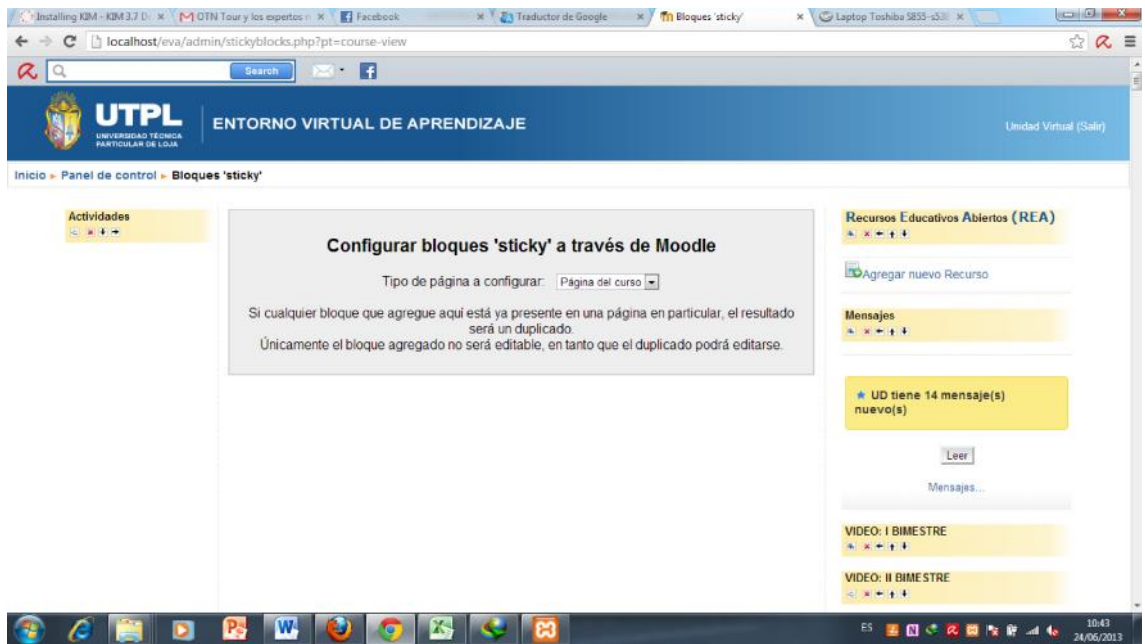 Installing KIM - KIM 3.7 D
OTN Tour y los expertos
Facebook
Traductor de Google
Bloques 'sticky'
Laptop Toshiba S855-s53
localhost/eva/admin/stickyblocks.php?pt=course-view
Search
UTPL
UNIVERSIDAD TÉCNICA
PARTICULAR DE LOJA
ENTORNO VIRTUAL DE APRENDIZAJE
Unidad Virtual (Salir)
Inicio ► Panel de control ► Bloques 'sticky'
Actividades
Configurar bloques 'sticky' a través de Moodle
Tipo de página a configurar: Página del curso
Si cualquier bloque que agregue aquí está ya presente en una página en particular, el resultado
será un duplicado.
Únicamente el bloque agregado no será editable, en tanto que el duplicado podrá editarse.
Recursos Educativos Abiertos (REA)
Agregar nuevo Recurso
Mensajes
UD tiene 14 mensaje(s)
nuevo(s)
Leer
Mensajes...
VIDEO: I BIMESTRE
VIDEO: II BIMESTRE
ES
10:43
24/06/2013